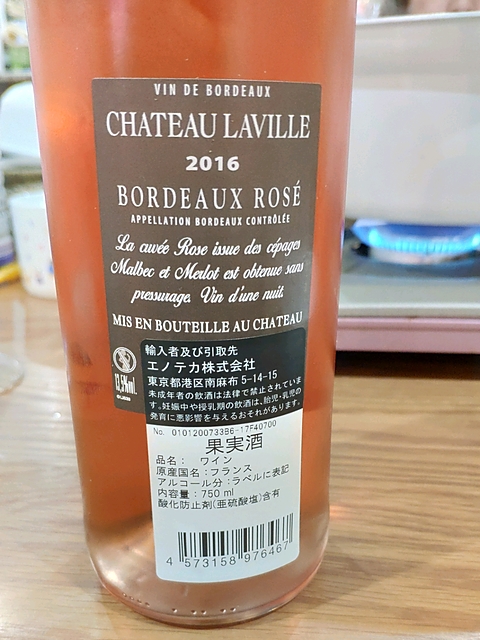 VIN DE BORDEAUX
CHATEAU LAVILLE
2016
BORDEAUX ROSÉ
APPELLATION BORDEAUX CONTRÔLÉE
La cuvée Rose issue des cépages
Malbec et Merlot est obtenue sans
pressurage. Vin d'une nuit.
MIS EN BOUTEILLE AU CHATEAU
輸入者及び引取先
エノテカ株式会社
東京都港区南麻布 5-14-15
未成年者の飲酒は法律で禁止されていま
す。妊娠中や授乳期の飲酒は、胎児・乳児の
発育に悪影響を与えるおそれがあります。
No. 0101200733B6-17F40700
果実酒
品名： ワイン
原産国名：フランス
アルコール分：ラベルに表記
内容量：750 ml
酸化防止剤(亜硫酸塩)含有
4 573158 976467